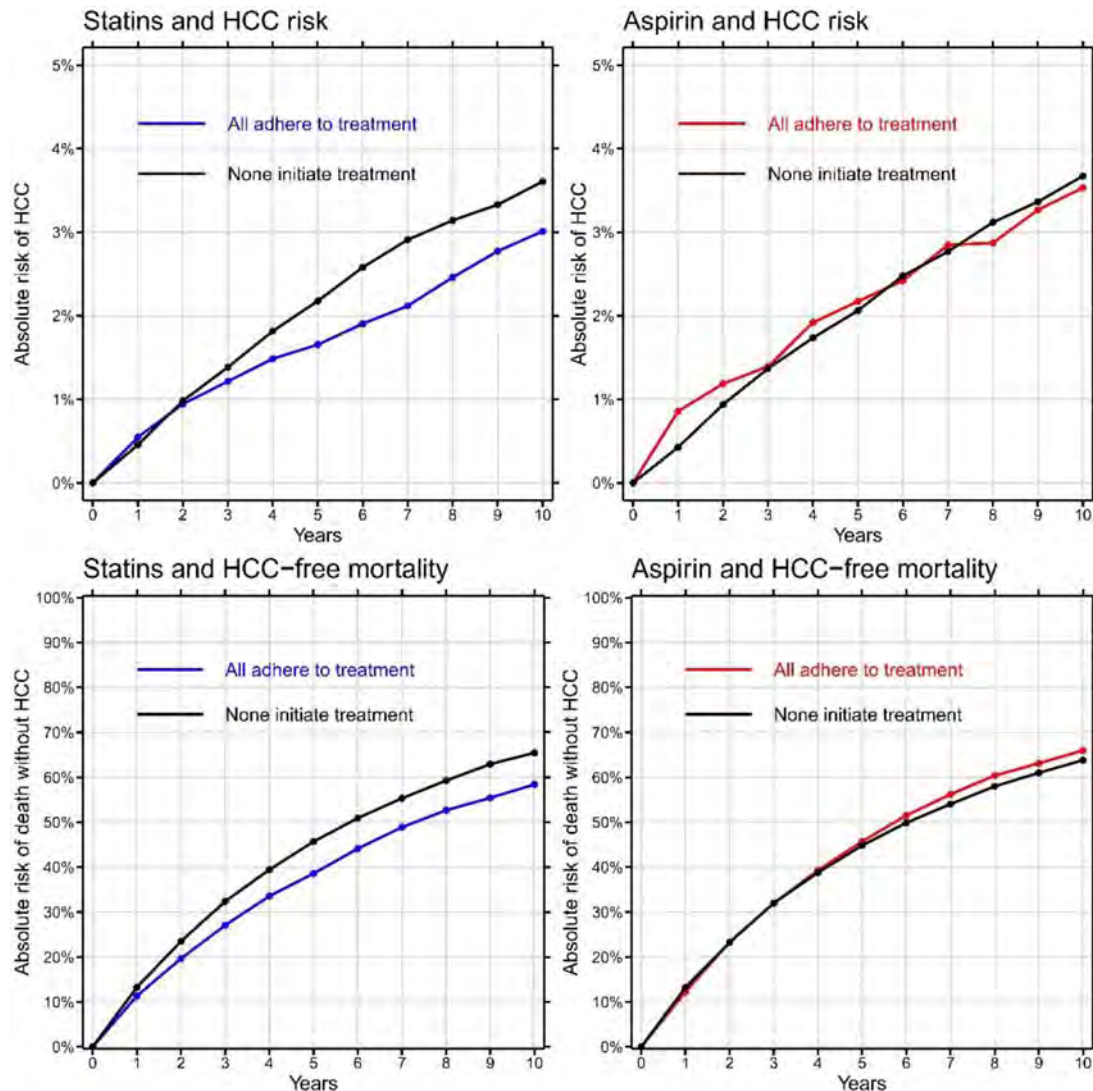 Statins and HCC risk
5%
4%
3%
2%
1%
0%
Absolute risk of HCC
All adhere to treatment
None initiate treatment
0 1 2 3 4 5 6 7 8 9 10
Years
Aspirin and HCC risk
5%
4%
3%
2%
1%
0%
Absolute risk of HCC
All adhere to treatment
None initiate treatment
0 1 2 3 4 5 6 7 8 9 10
Years
Statins and HCC-free mortality
100%
90%
80%
70%
60%
50%
40%
30%
20%
10%
0%
Absolute risk of death without HCC
All adhere to treatment
None initiate treatment
0 1 2 3 4 5 6 7 8 9 10
Years
Aspirin and HCC-free mortality
100%
90%
80%
70%
60%
50%
40%
30%
20%
10%
0%
Absolute risk of death without HCC
All adhere to treatment
None initiate treatment
0 1 2 3 4 5 6 7 8 9 10
Years